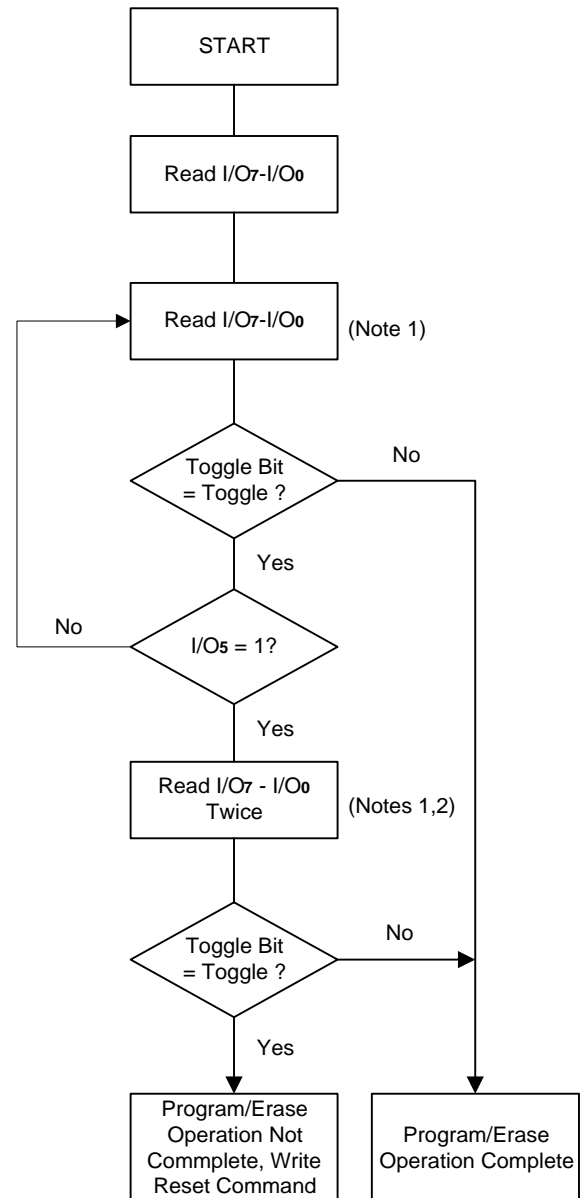 START
Read I/O7-I/O0
Read I/O7-I/O0
(Note 1)
Toggle Bit
= Toggle ?
No
Yes
No
I/O5 = 1?
Yes
Read I/O7 - I/O0
Twice
(Notes 1,2)
Toggle Bit
= Toggle ?
No
Yes
Program/Erase
Operation Not
Commplete, Write
Reset Command
Program/Erase
Operation Complete